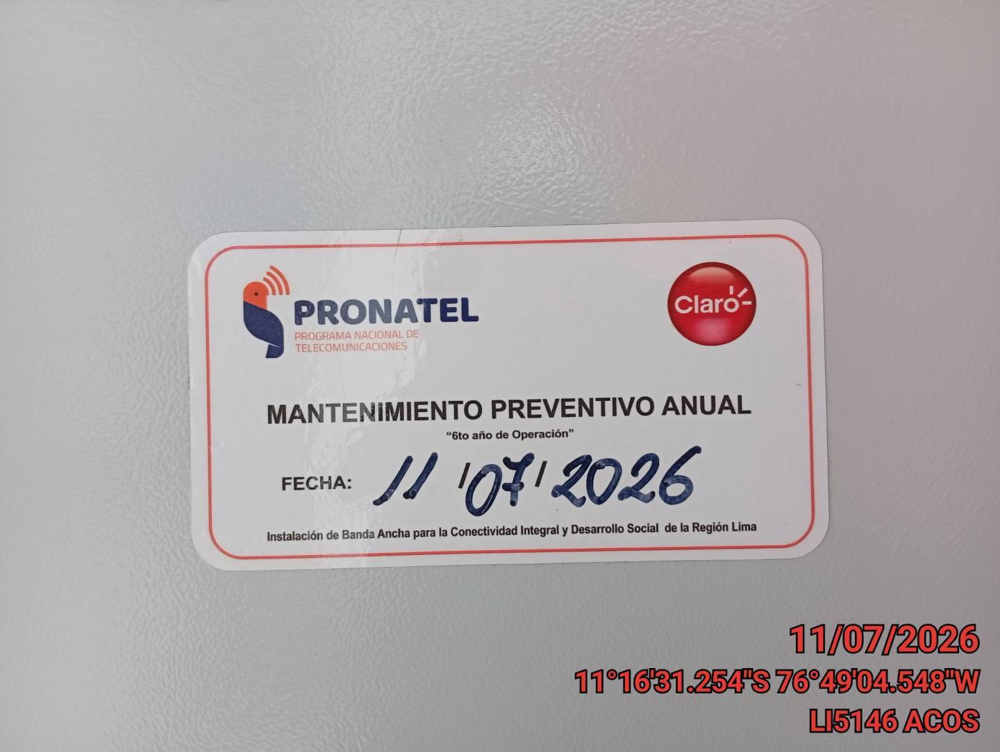 PRONATEL
PROGRAMA NACIONAL DE
TELECOMUNICACIONES
Claro
MANTENIMIENTO PREVENTIVO ANUAL
“6to año de Operación”
FECHA: 11/07/2026
Instalación de Banda Ancha para la Conectividad Integral y Desarrollo Social de la Región Lima
11/07/2026
11°16'31.254"S 76°49'04.548"W
LI5146 ACOS